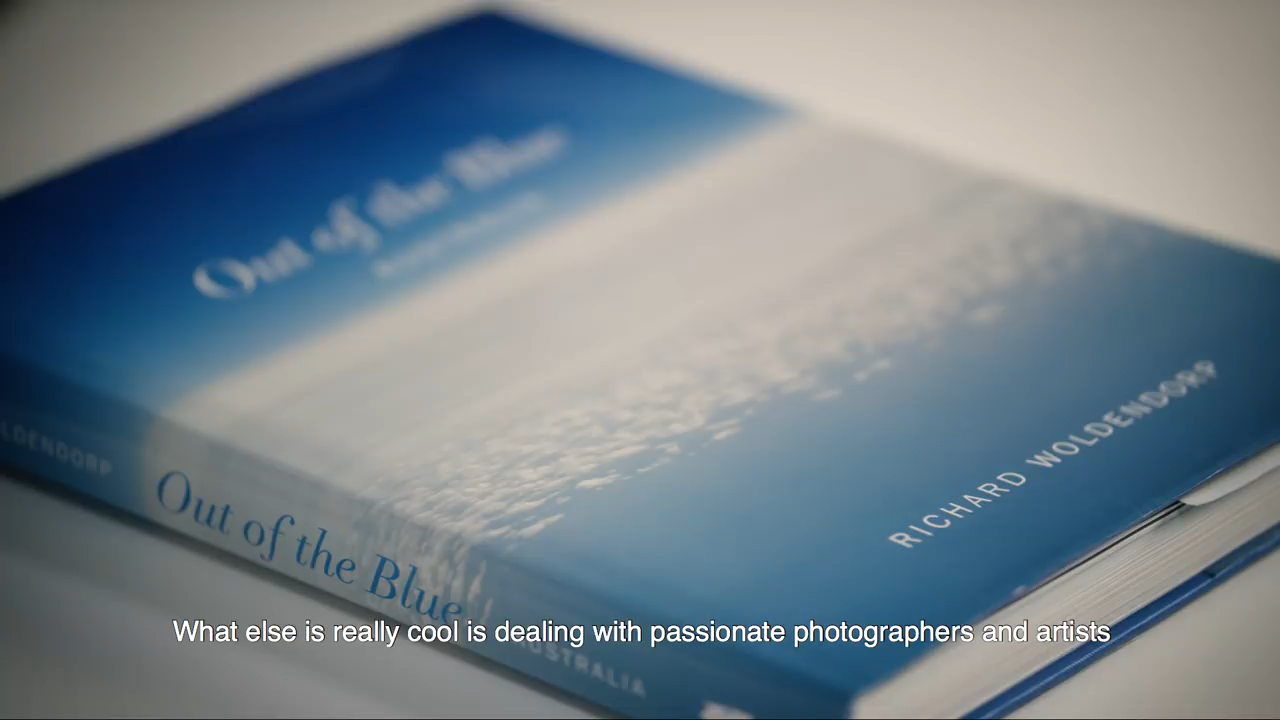 Out of the Blue
RICHARD WOLDENDORP
LDENDORP
Out of the Blue
AUSTRALIA
What else is really cool is dealing with passionate photographers and artists